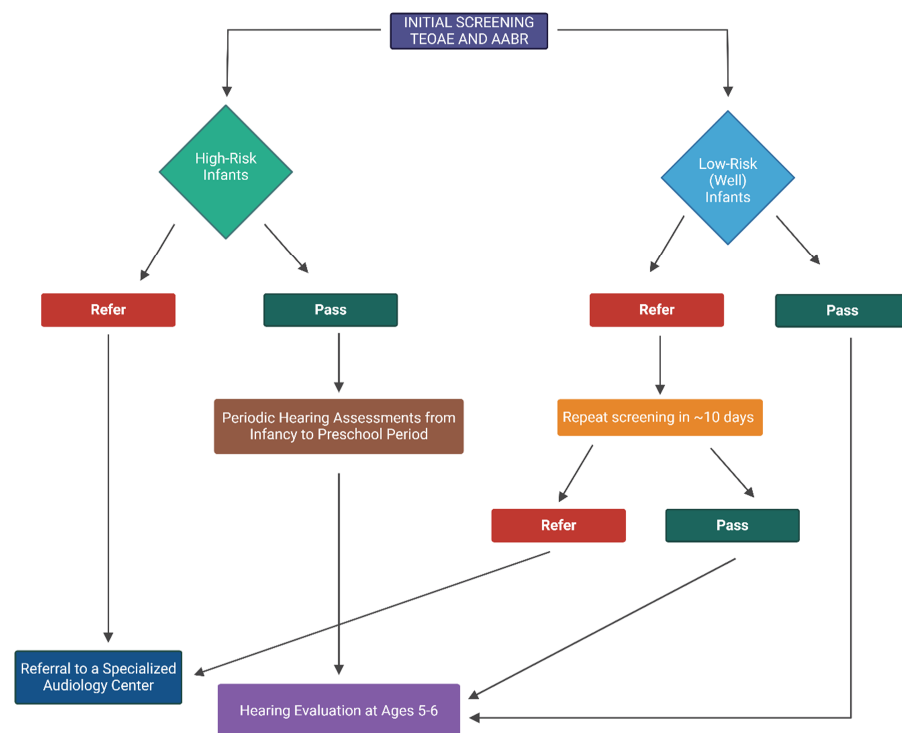 INITIAL SCREENING
TEOAE AND AABR
High-Risk
Infants
Low-Risk
(Well)
Infants
Refer
Pass
Refer
Pass
Periodic Hearing Assessments from
Infancy to Preschool Period
Repeat screening in ~10 days
Refer
Pass
Referral to a Specialized
Audiology Center
Hearing Evaluation at Ages 5-6